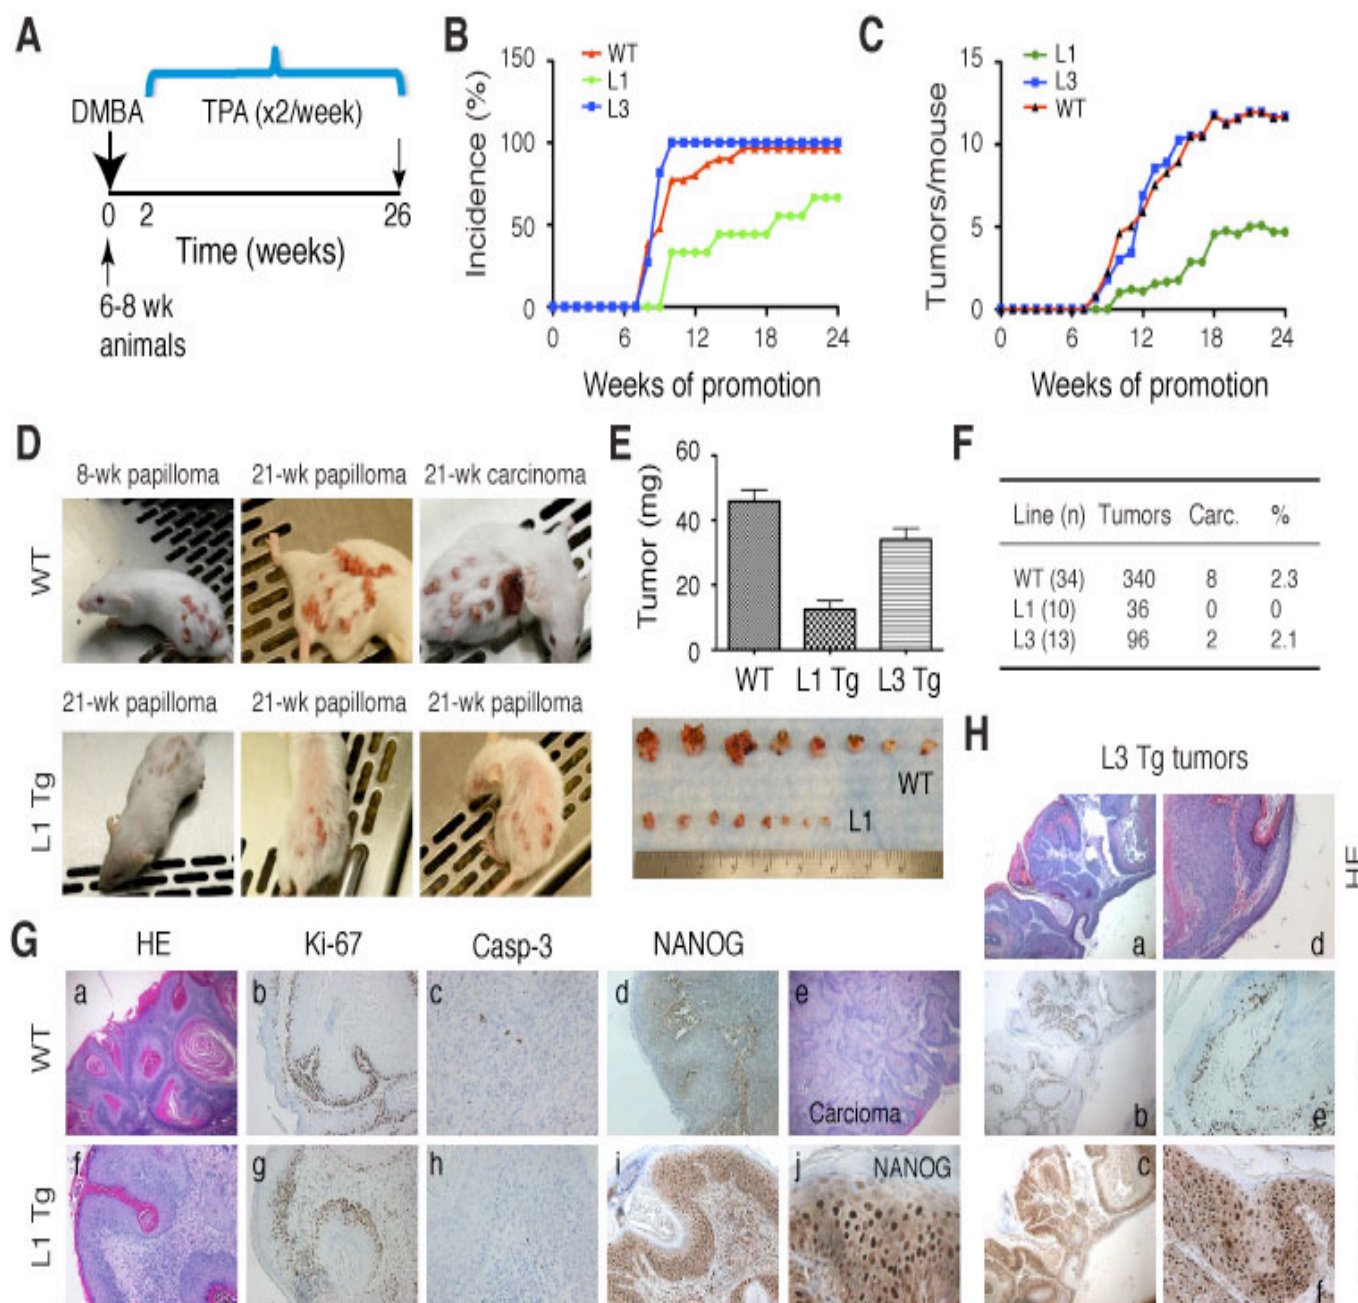 A
DMBA
TPA (x2/week)
0
2
26
Time (weeks)
6-8 wk
animals
B
WT
L1
L3
Incidence (%)
150
100
50
0
0 6 12 18 24
Weeks of promotion
C
L1
L3
WT
Tumors/mouse
15
10
5
0
0 6 12 18 24
Weeks of promotion
D
8-wk papilloma 21-wk papilloma 21-wk carcinoma
WT
21-wk papilloma 21-wk papilloma 21-wk papilloma
L1 Tg
E
Tumor (mg)
60
40
20
0
WT L1 Tg L3 Tg
WT
L1
F
Line (n) Tumors Carc. %
WT (34) 340 8 2.3
L1 (10) 36 0 0
L3 (13) 96 2 2.1
G
HE Ki-67 Casp-3 NANOG
WT
a b c d e
Carcioma
L1 Tg
f g h i j NANOG
H
L3 Tg tumors
HE
a d
b e
c f